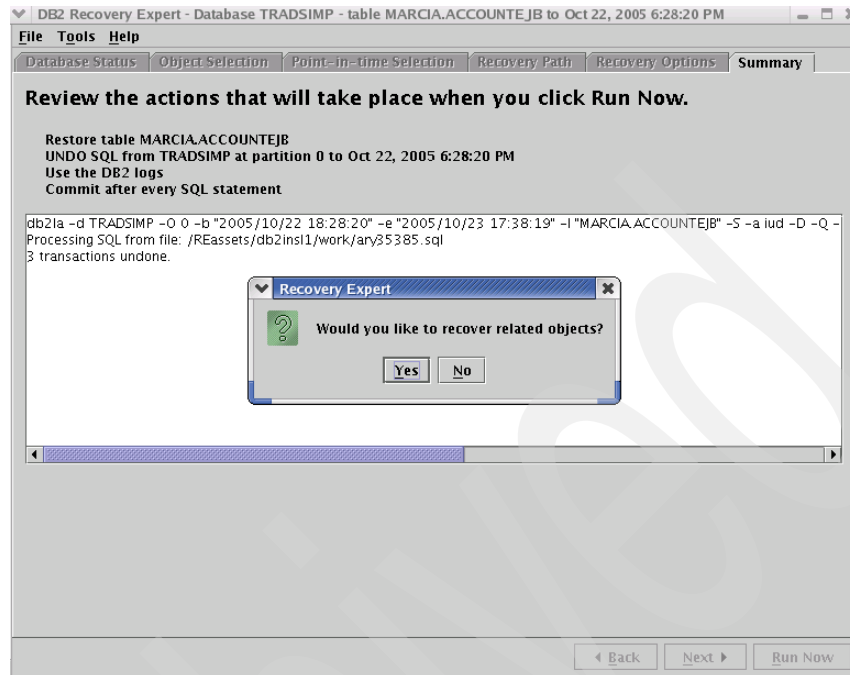 DB2 Recovery Expert - Database TRADSIMP - table MARCIA.ACCOUNTEJB to Oct 22, 2005 6:28:20 PM
File Tools Help
Database Status Object Selection Point-in-time Selection Recovery Path Recovery Options Summary
Review the actions that will take place when you click Run Now.
Restore table MARCIA.ACCOUNTEJB
UNDO SQL from TRADSIMP at partition 0 to Oct 22, 2005 6:28:20 PM
Use the DB2 logs
Commit after every SQL statement
db2la -d TRADSIMP -O 0 -b "2005/10/22 18:28:20" -e "2005/10/23 17:38:19" -l "MARCIA.ACCOUNTEJB" -S -a iud -D -Q -
Processing SQL from file: /REassets/db2insl1/work/ary35385.sql
3 transactions undone.
Recovery Expert
Would you like to recover related objects?
Yes No
Back Next Run Now